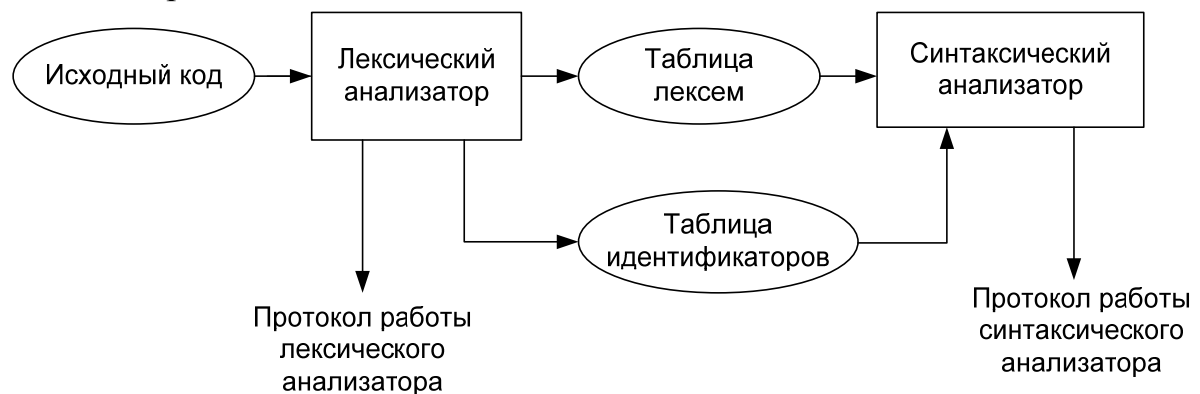 Исходный код
Лексический
анализатор
Таблица
лексем
Синтаксический
анализатор
Таблица
идентификаторов
Протокол работы
лексического
анализатора
Протокол работы
синтаксического
анализатора